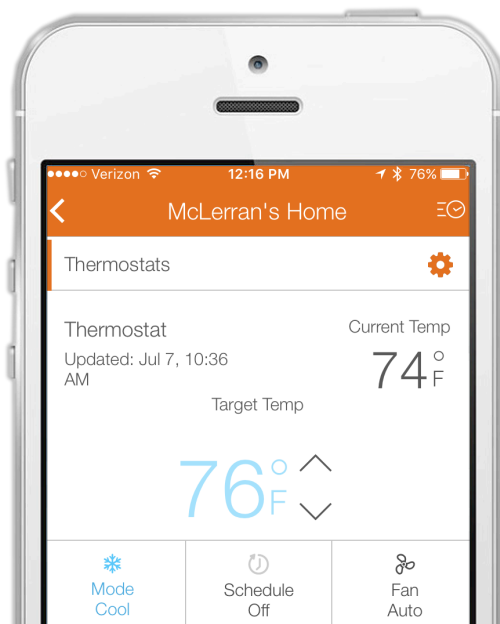 Verizon 12:16 PM 76%
McLerran's Home
Thermostats
Thermostat
Updated: Jul 7, 10:36
AM
Current Temp
74°F
Target Temp
76°F
Mode
Cool
Schedule
Off
Fan
Auto